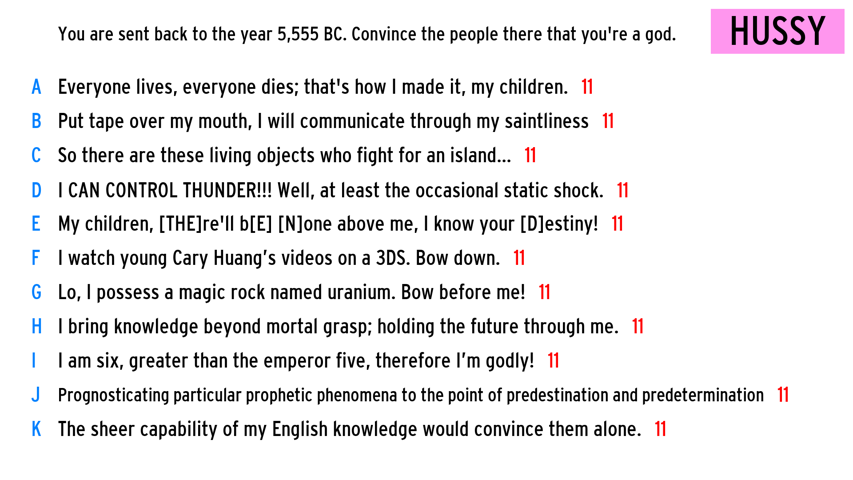 You are sent back to the year 5,555 BC. Convince the people there that you're a god.
HUSSY
A Everyone lives, everyone dies; that's how I made it, my children. 11
B Put tape over my mouth, I will communicate through my saintliness 11
C So there are these living objects who fight for an island... 11
D I CAN CONTROL THUNDER!!! Well, at least the occasional static shock. 11
E My children, [THE]re'll b[E] [N]one above me, I know your [D]estiny! 11
F I watch young Cary Huang’s videos on a 3DS. Bow down. 11
G Lo, I possess a magic rock named uranium. Bow before me! 11
H I bring knowledge beyond mortal grasp; holding the future through me. 11
I I am six, greater than the emperor five, therefore I’m godly! 11
J Prognosticating particular prophetic phenomena to the point of predestination and predetermination 11
K The sheer capability of my English knowledge would convince them alone. 11